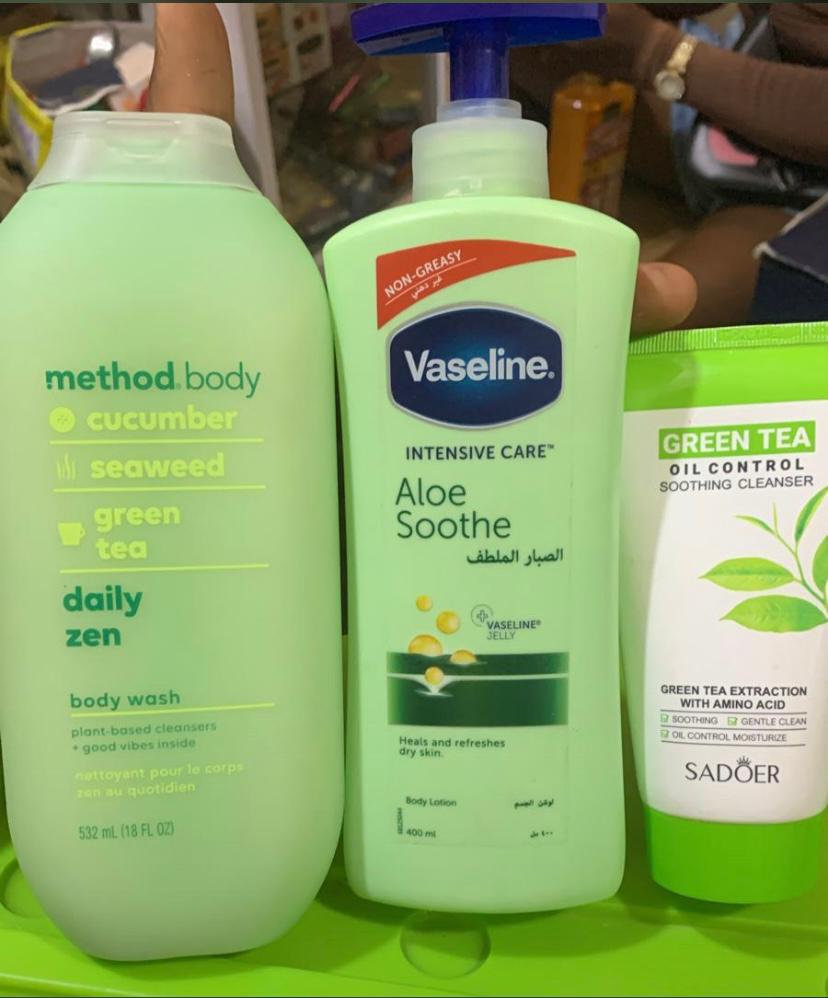 method. body
cucumber
seaweed
green
tea
daily
zen
body wash
plant-based cleansers
+ good vibes inside
nettoyant pour le corps
zen au quotidien
532 mL (18 FL OZ)
NON-GREASY
غير دهني
Vaseline.
INTENSIVE CARE™
Aloe
Soothe
الصبار الملطف
VASELINE®
JELLY
Heals and refreshes
dry skin.
Body Lotion لوشن الجسم
400 ml ٤٠٠ مل
GREEN TEA
OIL CONTROL
SOOTHING CLEANSER
GREEN TEA EXTRACTION
WITH AMINO ACID
SOOTHING GENTLE CLEAN
OIL CONTROL MOISTURIZE
SADOER